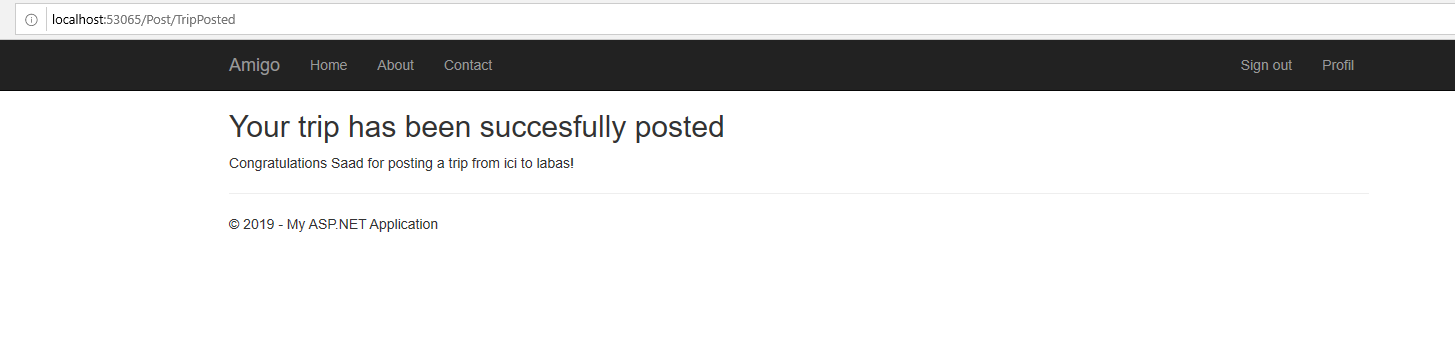 localhost:53065/Post/TripPosted
Amigo Home About Contact Sign out Profil
Your trip has been succesfully posted
Congratulations Saad for posting a trip from ici to labas!
© 2019 - My ASP.NET Application